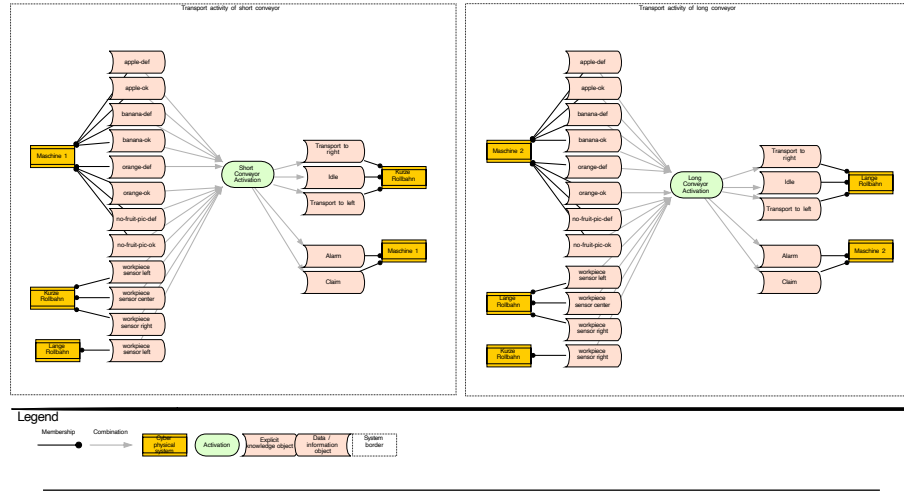 Transport activity of short conveyor
apple-def
apple-ok
banana-def
banana-ok
orange-def
orange-ok
no-fruit-pic-def
no-fruit-pic-ok
workpiece
sensor left
workpiece
sensor center
workpiece
sensor right
workpiece
sensor left
Maschine 1
Kurze
Rollbahn
Lange
Rollbahn
Short
Conveyor
Activation
Transport to
right
Idle
Transport to left
Alarm
Claim
Kurze
Rollbahn
Maschine 1
Transport activity of long conveyor
apple-def
apple-ok
banana-def
banana-ok
orange-def
orange-ok
no-fruit-pic-def
no-fruit-pic-ok
workpiece
sensor left
workpiece
sensor center
workpiece
sensor right
workpiece
sensor right
Maschine 2
Lange
Rollbahn
Kurze
Rollbahn
Long
Conveyor
Activation
Transport to
right
Idle
Transport to left
Alarm
Claim
Lange
Rollbahn
Maschine 2
Legend
Membership
Combination
Cyber
physical
system
Activation
Explicit
knowledge object
Data /
information
object
System
border